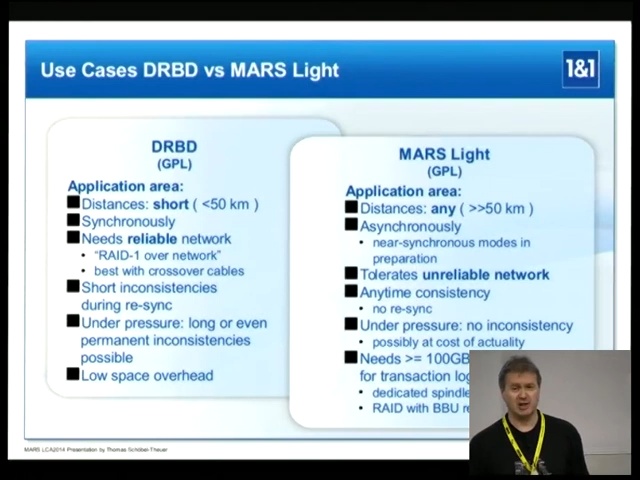 Use Cases DRBD vs MARS Light
1&1
DRBD
(GPL)
Application area:
Distances: short ( <50 km )
Synchronously
Needs reliable network
• "RAID-1 over network"
• best with crossover cables
Short inconsistencies
during re-sync
Under pressure: long or even
permanent inconsistencies
possible
Low space overhead
MARS Light
(GPL)
Application area:
Distances: any ( >>50 km )
Asynchronously
• near-synchronous modes in
preparation
Tolerates unreliable network
Anytime consistency
• no re-sync
Under pressure: no inconsistency
• possibly at cost of actuality
Needs >= 100GB
for transaction
• dedicated
• RAID with BBU
MARS LCA2014 Presentation by Thomas Schöbel-Theuer